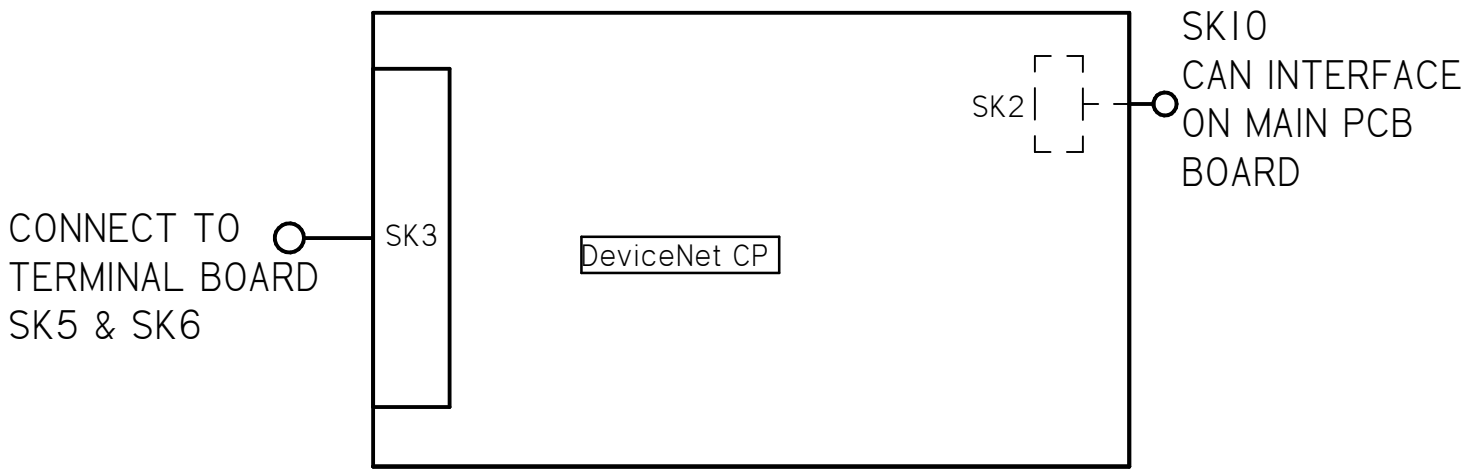 SK10
CAN INTERFACE
ON MAIN PCB
BOARD
SK2
CONNECT TO
TERMINAL BOARD
SK5 & SK6
SK3
DeviceNet CP